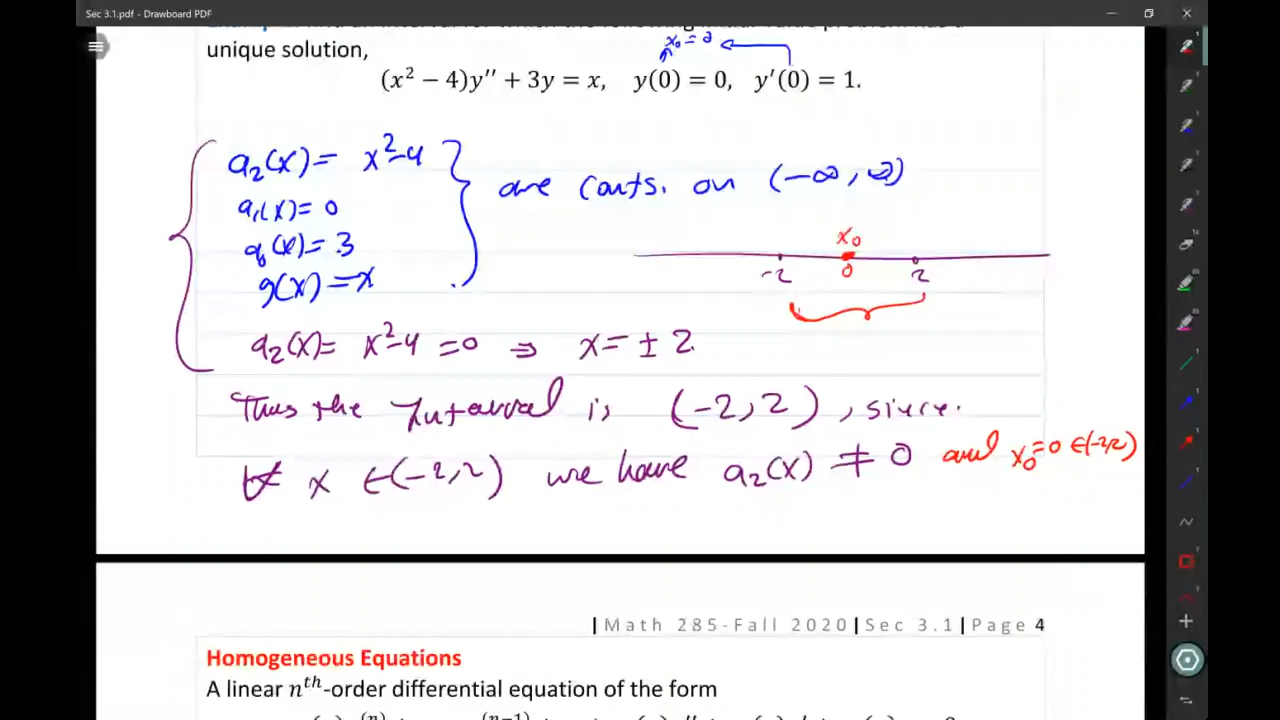 Sec 3.1.pdf - Drawboard PDF
unique solution,
x₀ = 0
(x² − 4)y″ + 3y = x, y(0) = 0, y′(0) = 1.
a₂(x) = x²−4
a₁(x) = 0
a₀(x) = 3
g(x) = x
are conts. on (−∞, ∞)
x₀
−2 0 2
a₂(x) = x²−4 = 0 ⇒ x = ± 2
Thus the Interval is (−2, 2), since.
∀ x ∈ (−2, 2) we have a₂(x) ≠ 0 and x₀ = 0 ∈ (−2, 2)
|Math 285-Fall 2020|Sec 3.1|Page 4
Homogeneous Equations
A linear nᵗʰ-order differential equation of the form